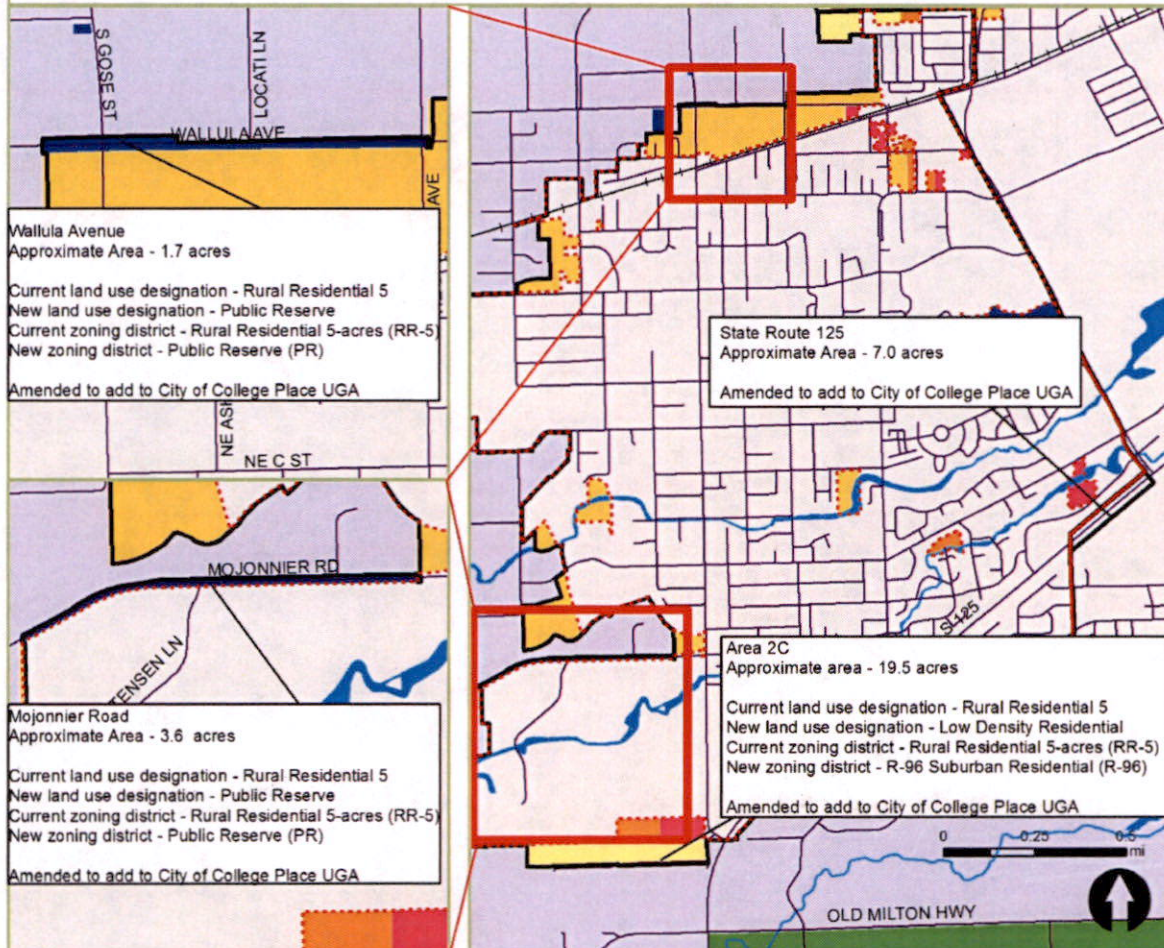 S GOSE ST
LOCATI LN
WALLULA AVE
AVE
Wallula Avenue
Approximate Area - 1.7 acres
Current land use designation - Rural Residential 5
New land use designation - Public Reserve
Current zoning district - Rural Residential 5-acres (RR-5)
New zoning district - Public Reserve (PR)
Amended to add to City of College Place UGA
NE ASH
NE C ST
State Route 125
Approximate Area - 7.0 acres
Amended to add to City of College Place UGA
MOJONNIER RD
TENSEN LN
Mojonnier Road
Approximate Area - 3.6 acres
Current land use designation - Rural Residential 5
New land use designation - Public Reserve
Current zoning district - Rural Residential 5-acres (RR-5)
New zoning district - Public Reserve (PR)
Amended to add to City of College Place UGA
Area 2C
Approximate area - 19.5 acres
Current land use designation - Rural Residential 5
New land use designation - Low Density Residential
Current zoning district - Rural Residential 5-acres (RR-5)
New zoning district - R-96 Suburban Residential (R-96)
Amended to add to City of College Place UGA
0 0.25 0.5
mi
OLD MILTON HWY